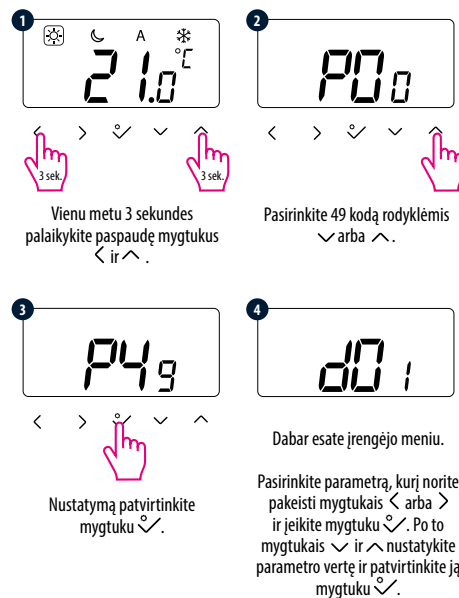 1
A
21.0 °C
< > ✓ ⌵ ^
3 sek. 3 sek.
Vienu metu 3 sekundes
palaikykite paspaudę mygtukus
< ir ^ .
2
P00
< > ✓ ⌵ ^
Pasirinkite 49 kodą rodyklėmis
⌵ arba ^ .
3
P49
< > ✓ ⌵ ^
Nustatymą patvirtinkite
mygtuku ✓.
4
d01
Dabar esate įrengėjo meniu.
Pasirinkite parametrą, kurį norite
pakeisti mygtukais < arba >
ir įeikite mygtuku ✓. Po to
mygtukais ⌵ ir ^ nustatykite
parametro vertę ir patvirtinkite ją
mygtuku ✓.